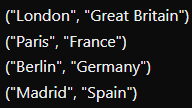 ("London", "Great Britain")
("Paris", "France")
("Berlin", "Germany")
("Madrid", "Spain")